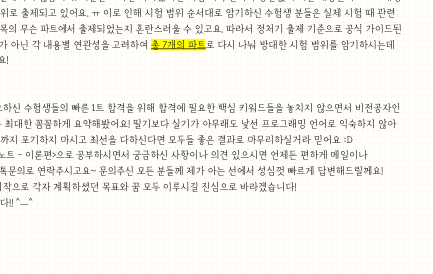 위로 출제되고 있어요. ㅠ 이로 인해 시험 범위 순서대로 암기하신 수험생 분들은 실제 시험 때 관련
목의 무슨 파트에서 출제되었는지 혼란스러울 수 있고요. 따라서 정처기 출제 기준으로 공식 가이드된
가 아닌 각 내용별 연관성을 고려하여 총 7개의 파트로 다시 나눠 방대한 시험 범위를 암기하시는데
요!
하신 수험생들의 빠른 1트 합격을 위해 합격에 필요한 핵심 키워드들을 놓치지 않으면서 비전공자인
최대한 꼼꼼하게 요약해봤어요! 필기보다 실기가 아무래도 낯선 프로그래밍 언어로 익숙하지 않아
까지 포기하지 마시고 최선을 다하신다면 모두들 좋은 결과로 마무리하실거라 믿어요 :D
노트 - 이론편>으로 공부하시면서 궁금하신 사항이나 의견 있으시면 언제든 편하게 메일이나
톡문의로 연락주시고요~ 문의주신 모든 분들께 제가 아는 선에서 성심껏 빠르게 답변해드릴께요!
작으로 각자 계획하셨던 목표와 꿈 모두 이루시길 진심으로 바라겠습니다!
다!! ^__^